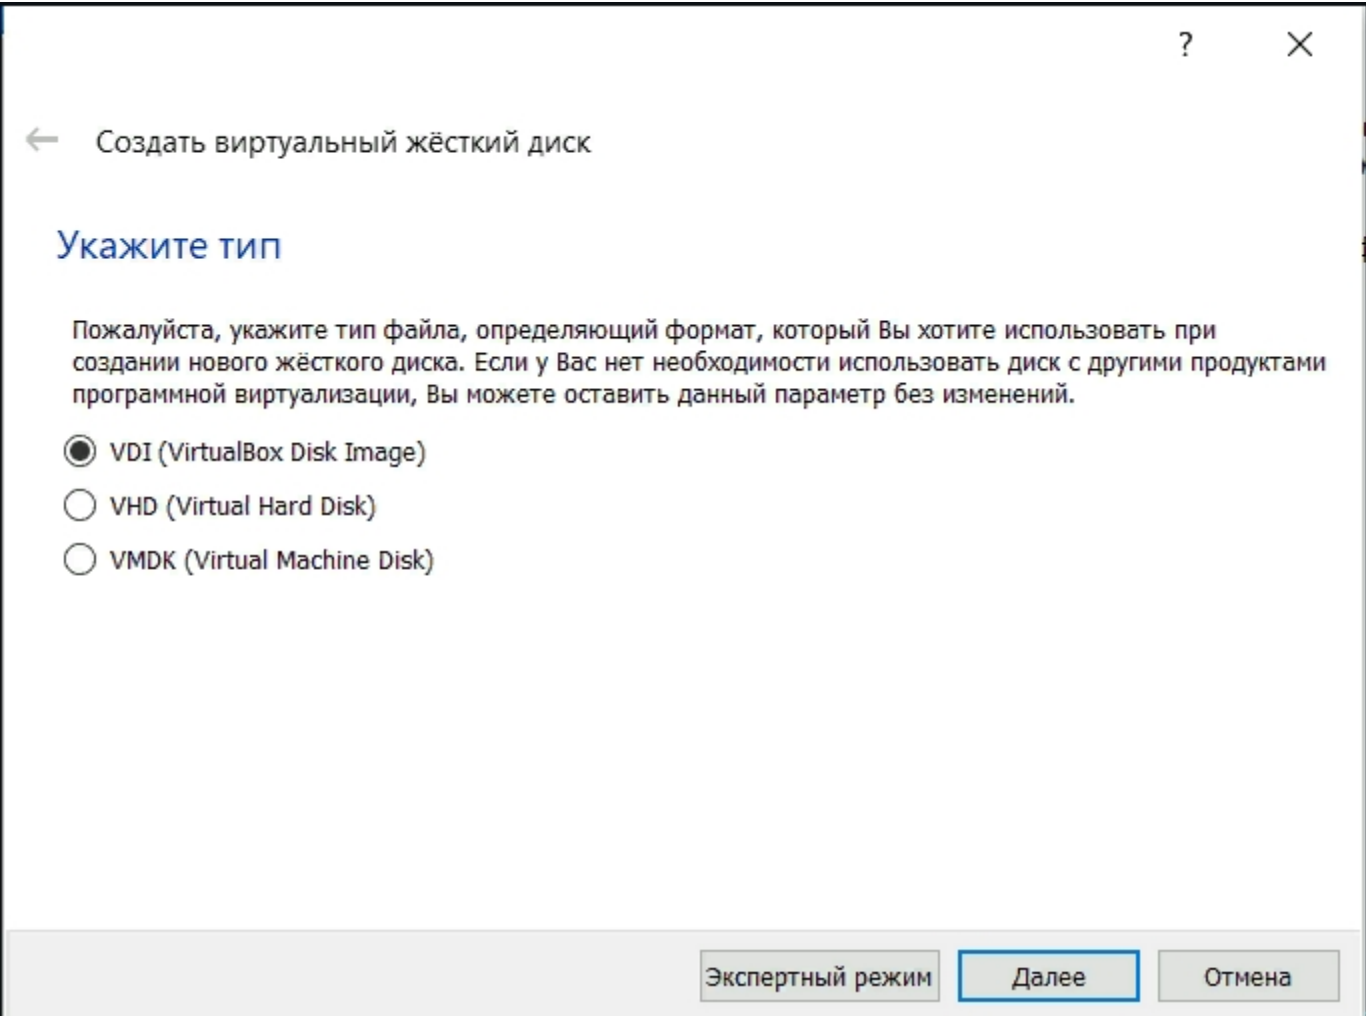 ?
Создать виртуальный жёсткий диск
Укажите тип
Пожалуйста, укажите тип файла, определяющий формат, который Вы хотите использовать при
создании нового жёсткого диска. Если у Вас нет необходимости использовать диск с другими продуктами
программной виртуализации, Вы можете оставить данный параметр без изменений.
VDI (VirtualBox Disk Image)
VHD (Virtual Hard Disk)
VMDK (Virtual Machine Disk)
Экспертный режим Далее Отмена